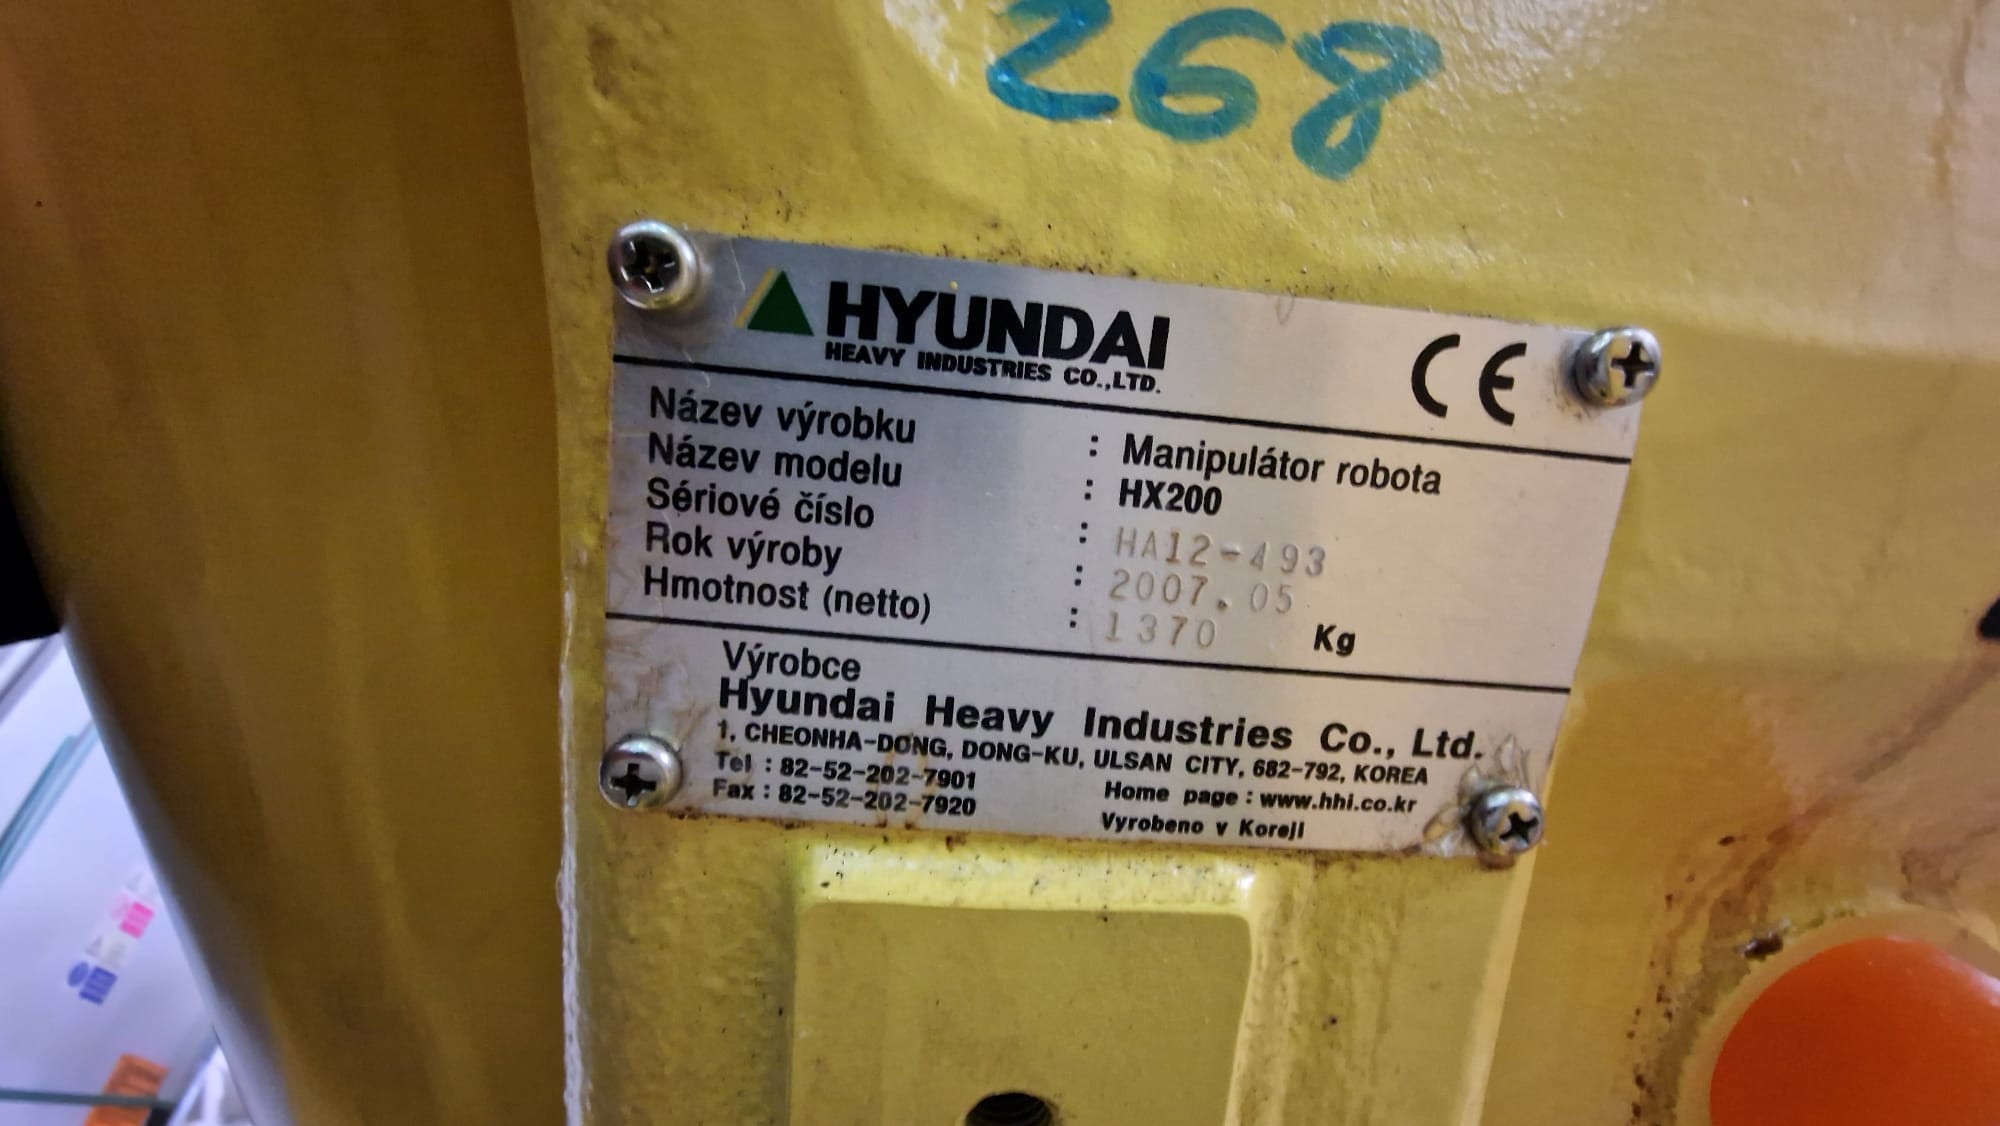 268
HYUNDAI
HEAVY INDUSTRIES CO.,LTD.
CE
Název výrobku : Manipulátor robota
Název modelu : HX200
Sériové číslo : HA12-493
Rok výroby : 2007.05
Hmotnost (netto) : 1370 Kg
Výrobce
Hyundai Heavy Industries Co., Ltd.
1, CHEONHA-DONG, DONG-KU, ULSAN CITY, 682-792, KOREA
Tel : 82-52-202-7901
Fax : 82-52-202-7920
Home page : www.hhi.co.kr
Vyrobeno v Koreji